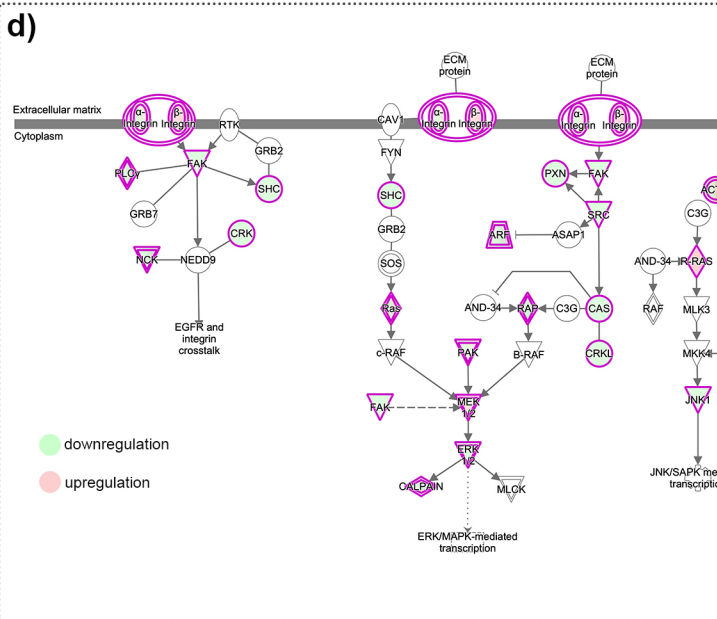 d)
ECM
protein
ECM
protein
Extracellular matrix
Cytoplasm
α-
Integrin
β-
Integrin
RTK
GRB2
FAK
PLCγ
SHC
GRB7
CRK
NCK
NEDD9
EGFR and
integrin
crosstalk
CAV1
α-
Integrin
β-
Integrin
FYN
SHC
GRB2
SOS
Ras
c-RAF
α-
Integrin
β-
Integrin
PXN
FAK
SRC
ARF
ASAP1
AND-34
RAP
C3G
CAS
CRKL
B-RAF
PAK
FAK
MEK
1/2
ERK
1/2
CALPAIN
MLCK
ERK/MAPK-mediated
transcription
ACT
C3G
AND-34
R-RAS
RAF
MLK3
MKK4
JNK1
JNK/SAPK me
transcriptio
downregulation
upregulation